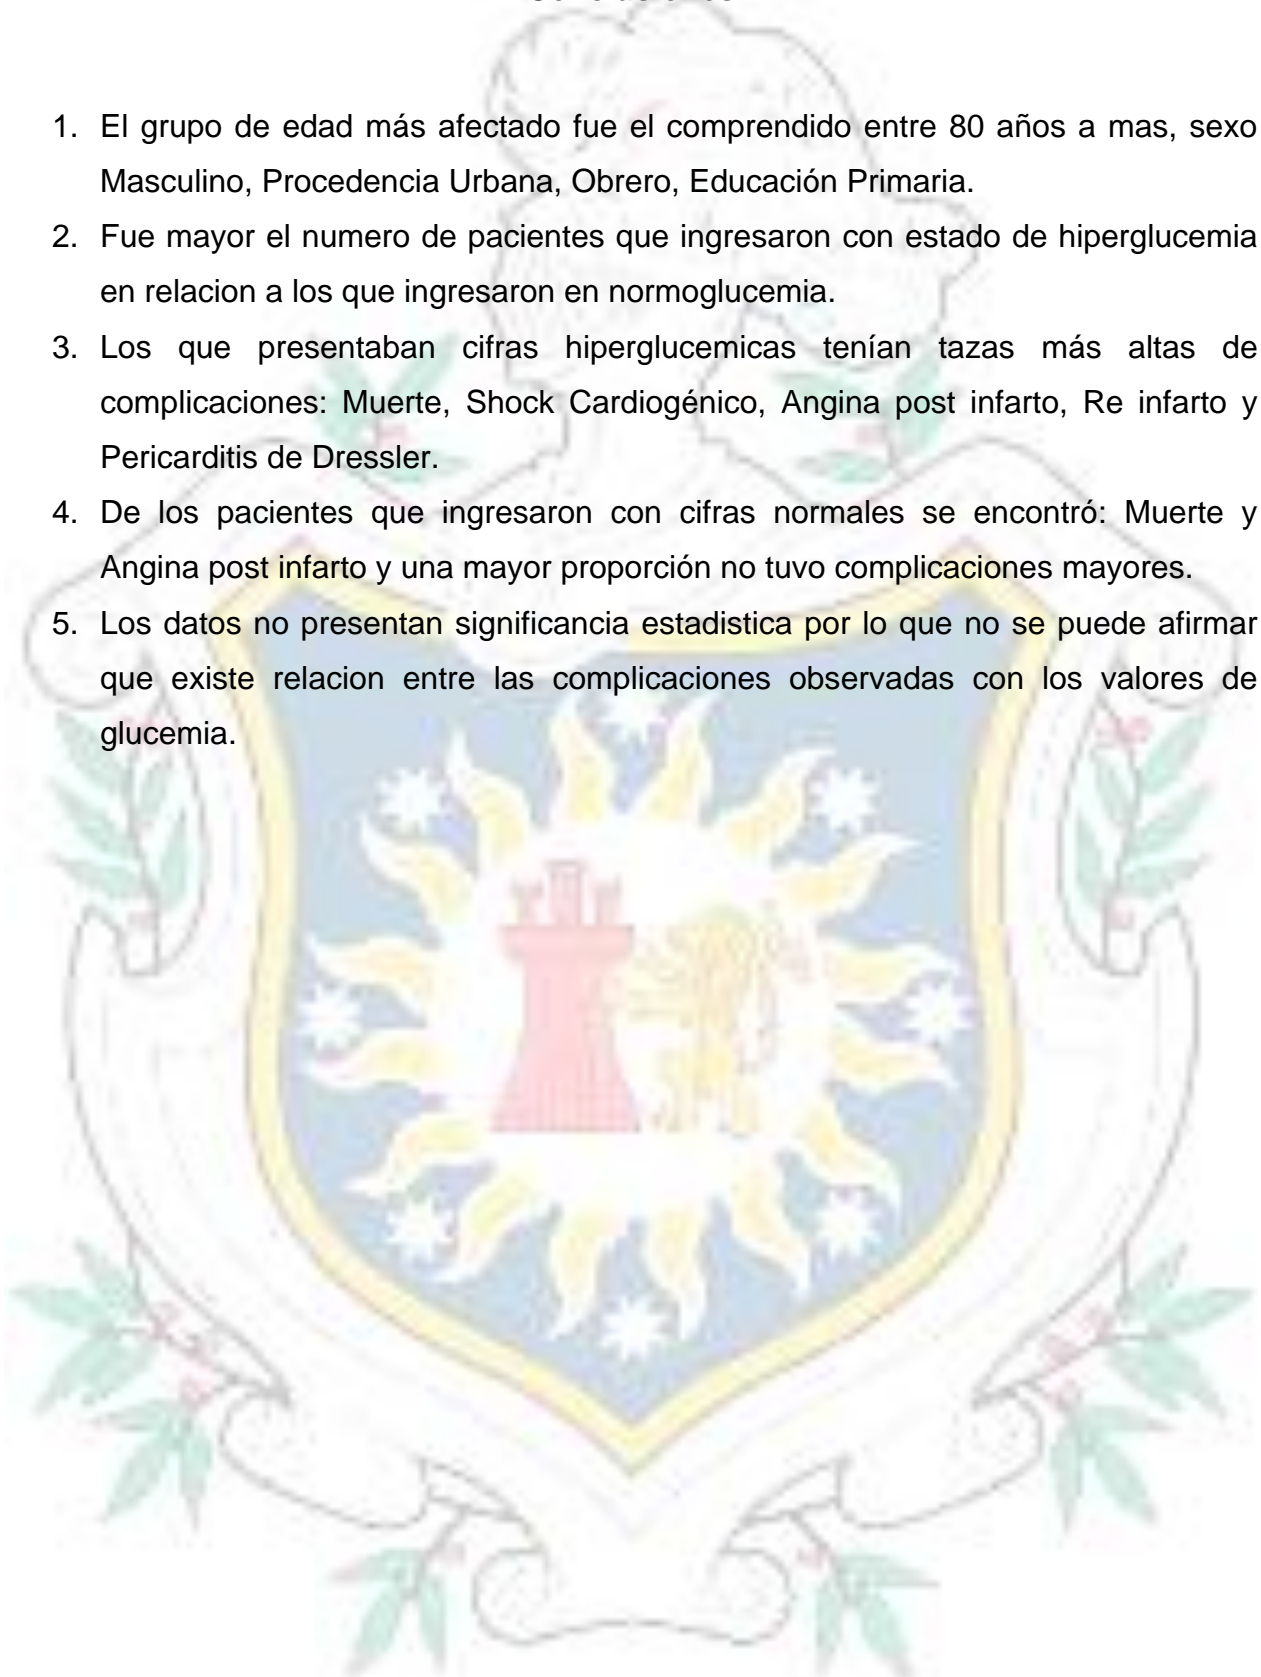 1. El grupo de edad más afectado fue el comprendido entre 80 años a mas, sexo
Masculino, Procedencia Urbana, Obrero, Educación Primaria.
2. Fue mayor el numero de pacientes que ingresaron con estado de hiperglucemia
en relacion a los que ingresaron en normoglucemia.
3. Los que presentaban cifras hiperglucemicas tenían tazas más altas de
complicaciones: Muerte, Shock Cardiogénico, Angina post infarto, Re infarto y
Pericarditis de Dressler.
4. De los pacientes que ingresaron con cifras normales se encontró: Muerte y
Angina post infarto y una mayor proporción no tuvo complicaciones mayores.
5. Los datos no presentan significancia estadistica por lo que no se puede afirmar
que existe relacion entre las complicaciones observadas con los valores de
glucemia.